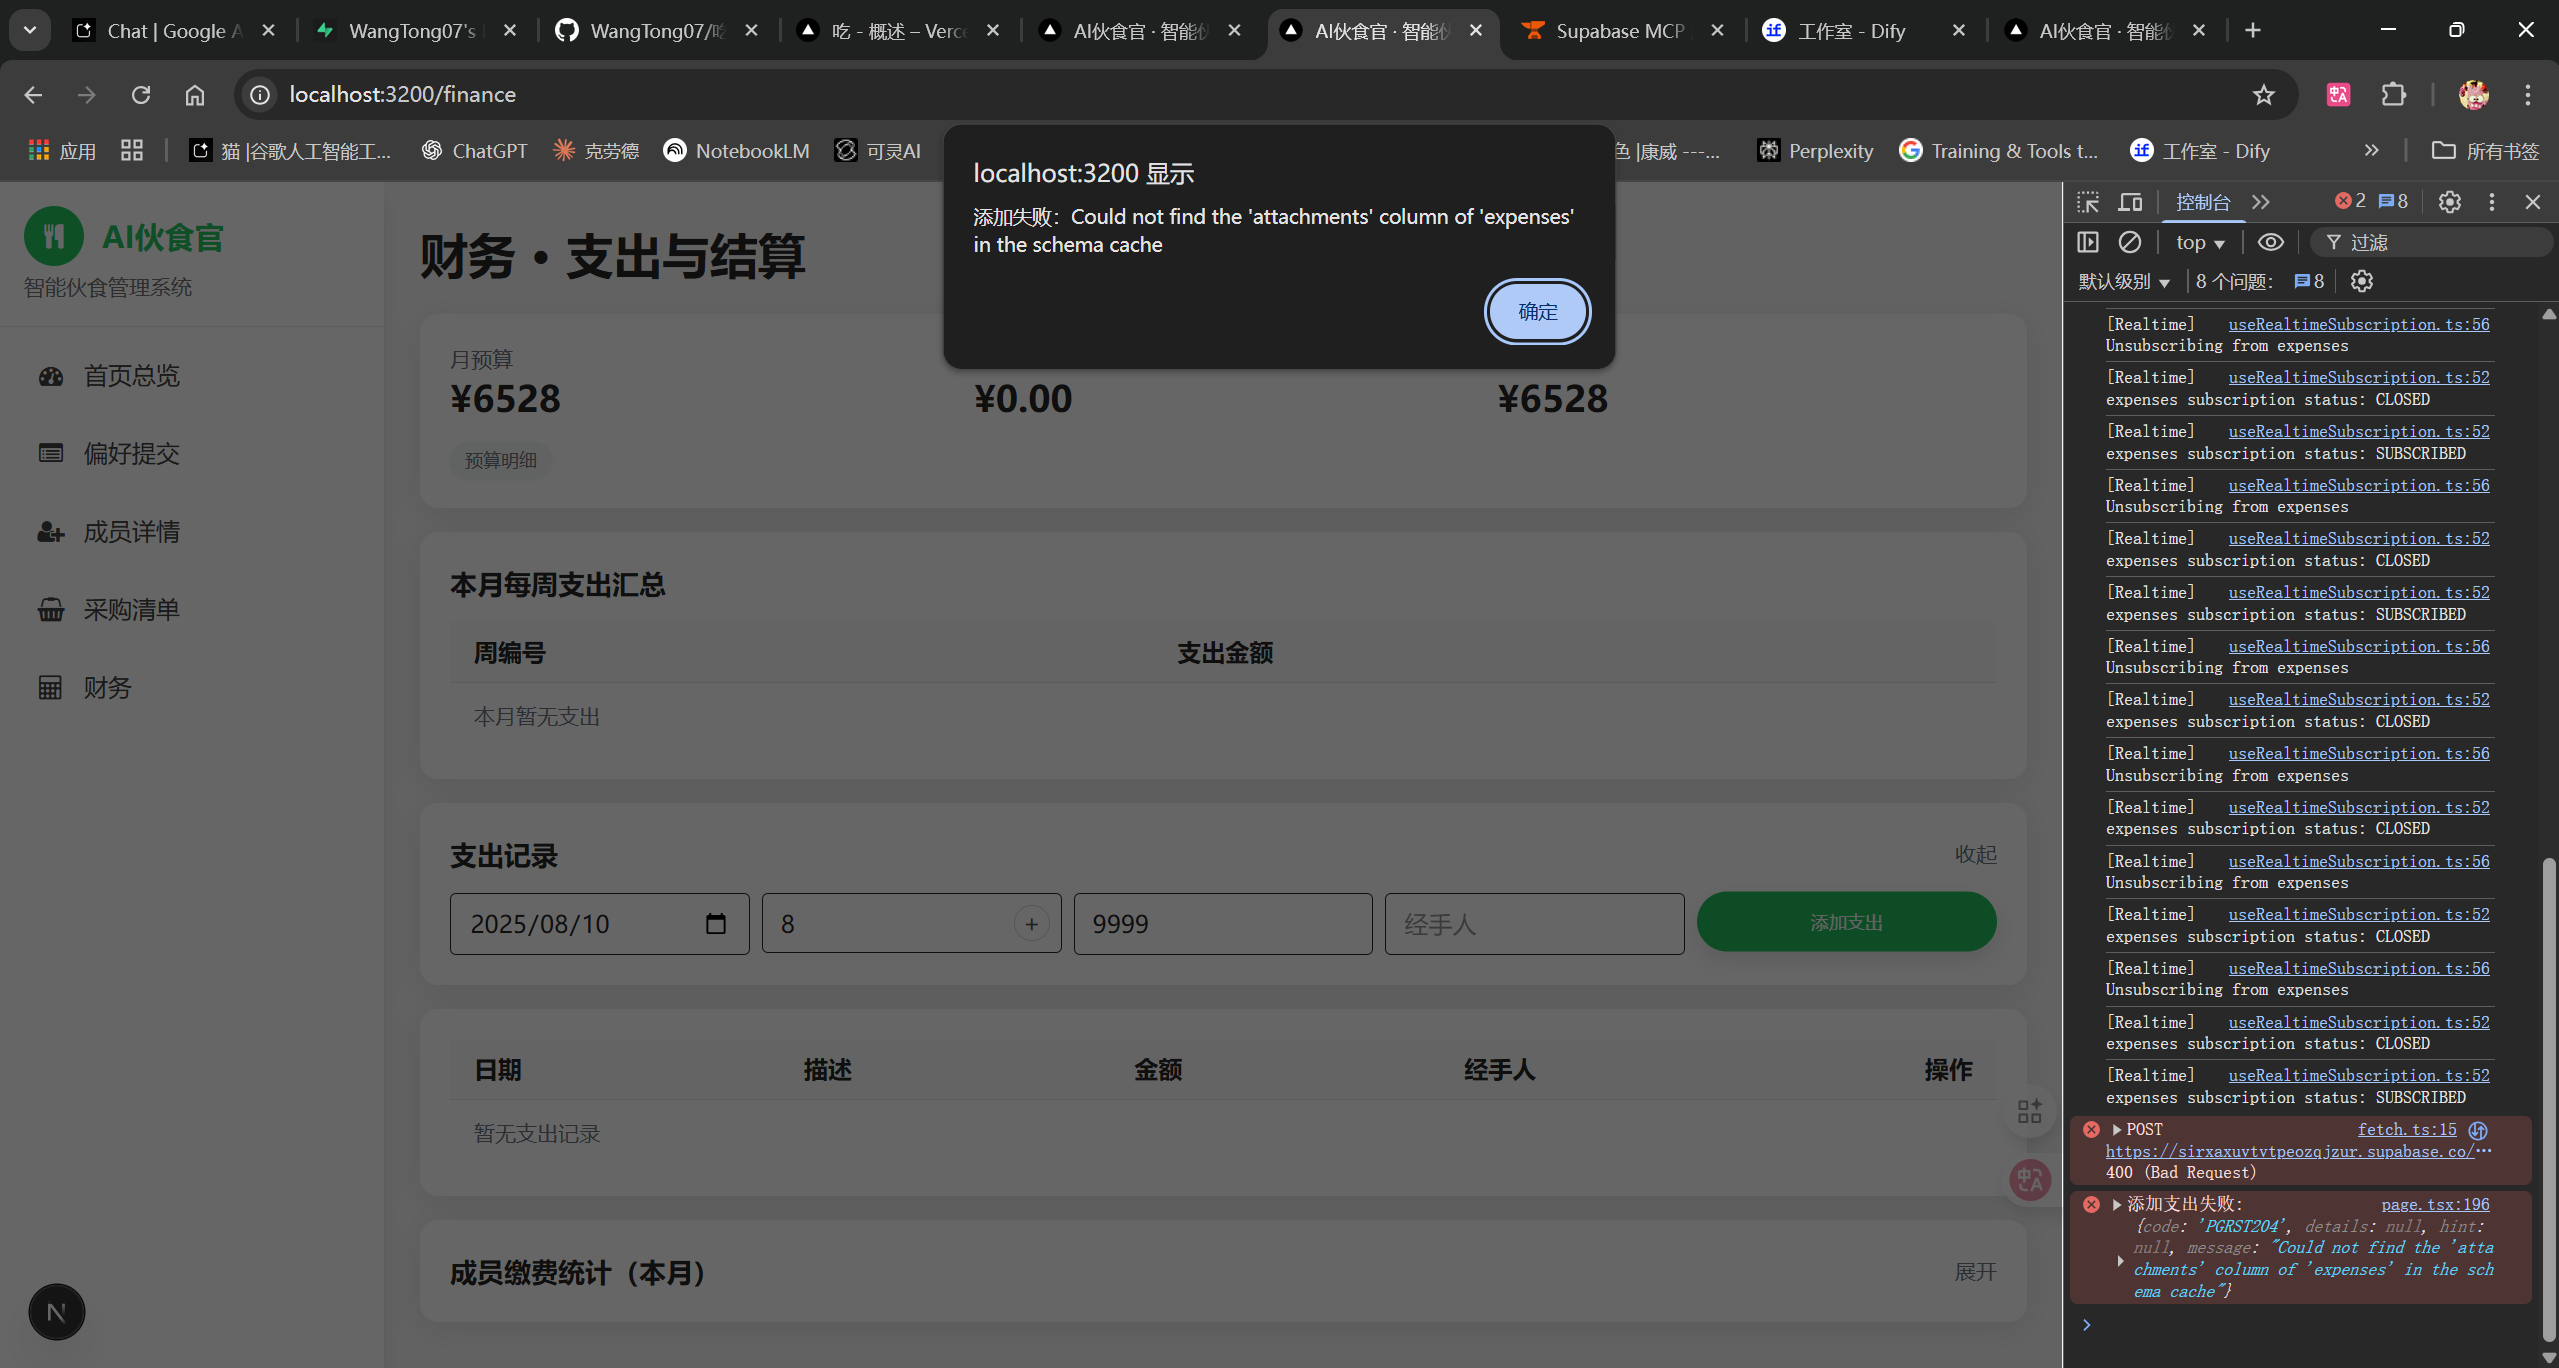 Chat | Google A
WangTong07's
WangTong07/吃
吃 - 概述 – Verce
AI伙食官 · 智能伙
AI伙食官 · 智能伙
Supabase MCP
工作室 - Dify
AI伙食官 · 智能伙
localhost:3200/finance
应用
猫 |谷歌人工智能工...
ChatGPT
克劳德
NotebookLM
可灵AI
色 |康威 ---...
Perplexity
Training & Tools t...
工作室 - Dify
所有书签
localhost:3200 显示
添加失败：Could not find the 'attachments' column of 'expenses'
in the schema cache
确定
AI伙食官
智能伙食管理系统
首页总览
偏好提交
成员详情
采购清单
财务
N
财务 • 支出与结算
月预算
¥6528
¥0.00
¥6528
预算明细
本月每周支出汇总
周编号 支出金额
本月暂无支出
支出记录
收起
2025/08/10
8
+
9999
经手人
添加支出
日期 描述 金额 经手人 操作
暂无支出记录
成员缴费统计（本月）
展开
控制台
2
8
top
过滤
默认级别
8 个问题：
8
[Realtime] useRealtimeSubscription.ts:56
Unsubscribing from expenses
[Realtime] useRealtimeSubscription.ts:52
expenses subscription status: CLOSED
[Realtime] useRealtimeSubscription.ts:52
expenses subscription status: SUBSCRIBED
[Realtime] useRealtimeSubscription.ts:56
Unsubscribing from expenses
[Realtime] useRealtimeSubscription.ts:52
expenses subscription status: CLOSED
[Realtime] useRealtimeSubscription.ts:52
expenses subscription status: SUBSCRIBED
[Realtime] useRealtimeSubscription.ts:56
Unsubscribing from expenses
[Realtime] useRealtimeSubscription.ts:52
expenses subscription status: CLOSED
[Realtime] useRealtimeSubscription.ts:56
Unsubscribing from expenses
[Realtime] useRealtimeSubscription.ts:52
expenses subscription status: CLOSED
[Realtime] useRealtimeSubscription.ts:56
Unsubscribing from expenses
[Realtime] useRealtimeSubscription.ts:52
expenses subscription status: CLOSED
[Realtime] useRealtimeSubscription.ts:56
Unsubscribing from expenses
[Realtime] useRealtimeSubscription.ts:52
expenses subscription status: CLOSED
[Realtime] useRealtimeSubscription.ts:52
expenses subscription status: SUBSCRIBED
POST fetch.ts:15
https://sirxaxuvtvtpeozqjzur.supabase.co/…
400 (Bad Request)
添加支出失败: page.tsx:196
{code: 'PGRST204', details: null, hint:
null, message: "Could not find the 'atta
chments' column of 'expenses' in the sch
ema cache"}